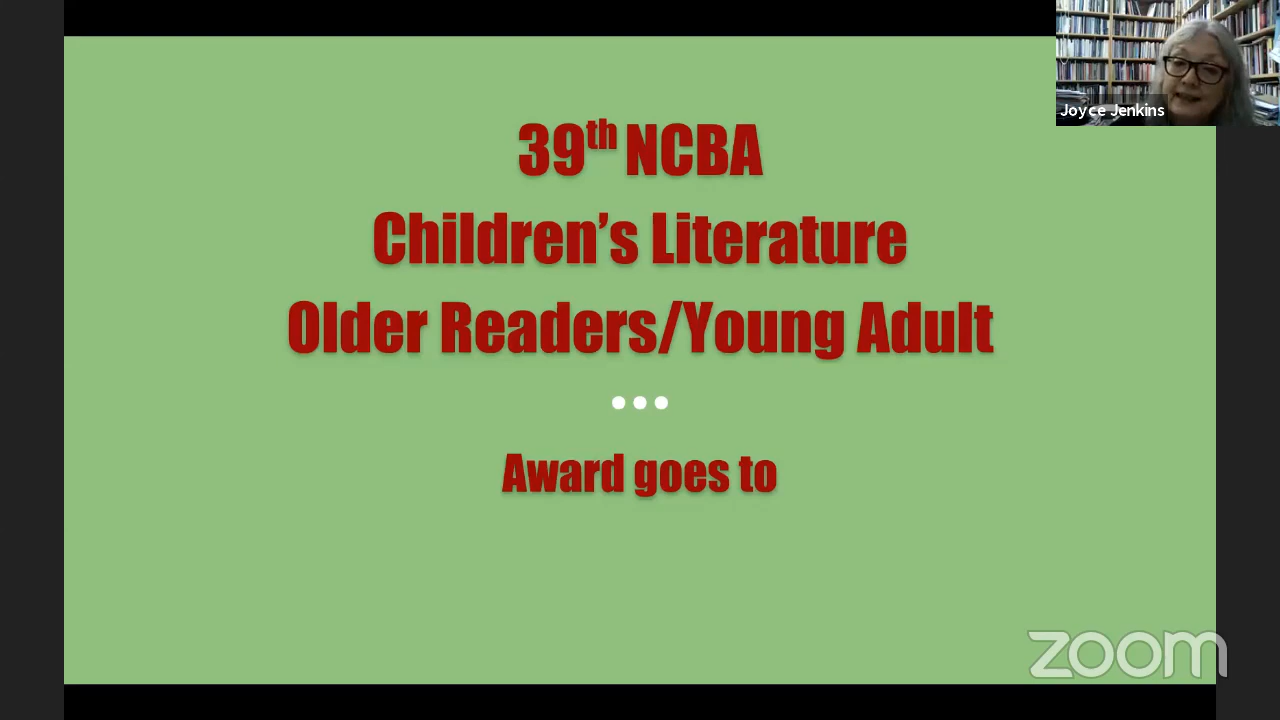 Joyce Jenkins
39th NCBA
Children’s Literature
Older Readers/Young Adult
Award goes to
zoom